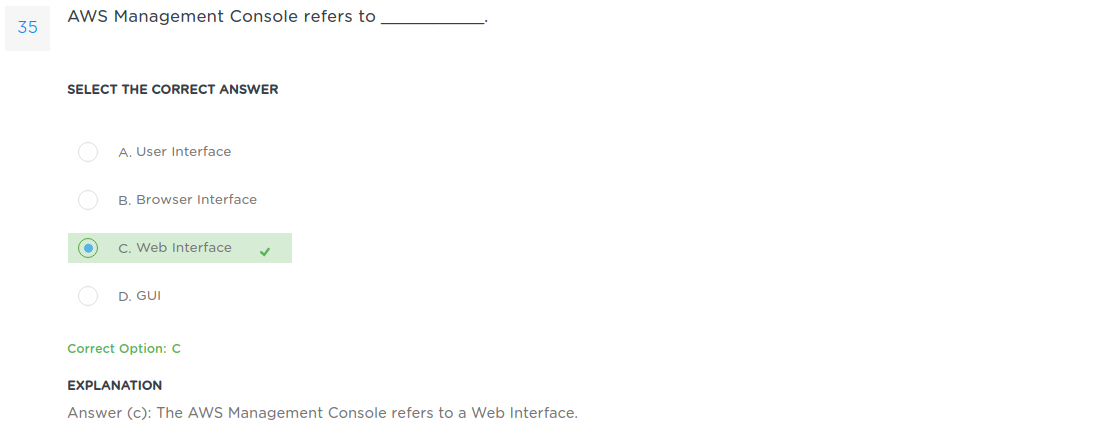 35
AWS Management Console refers to ___________.
SELECT THE CORRECT ANSWER
A. User Interface
B. Browser Interface
C. Web Interface
D. GUI
Correct Option: C
EXPLANATION
Answer (c): The AWS Management Console refers to a Web Interface.